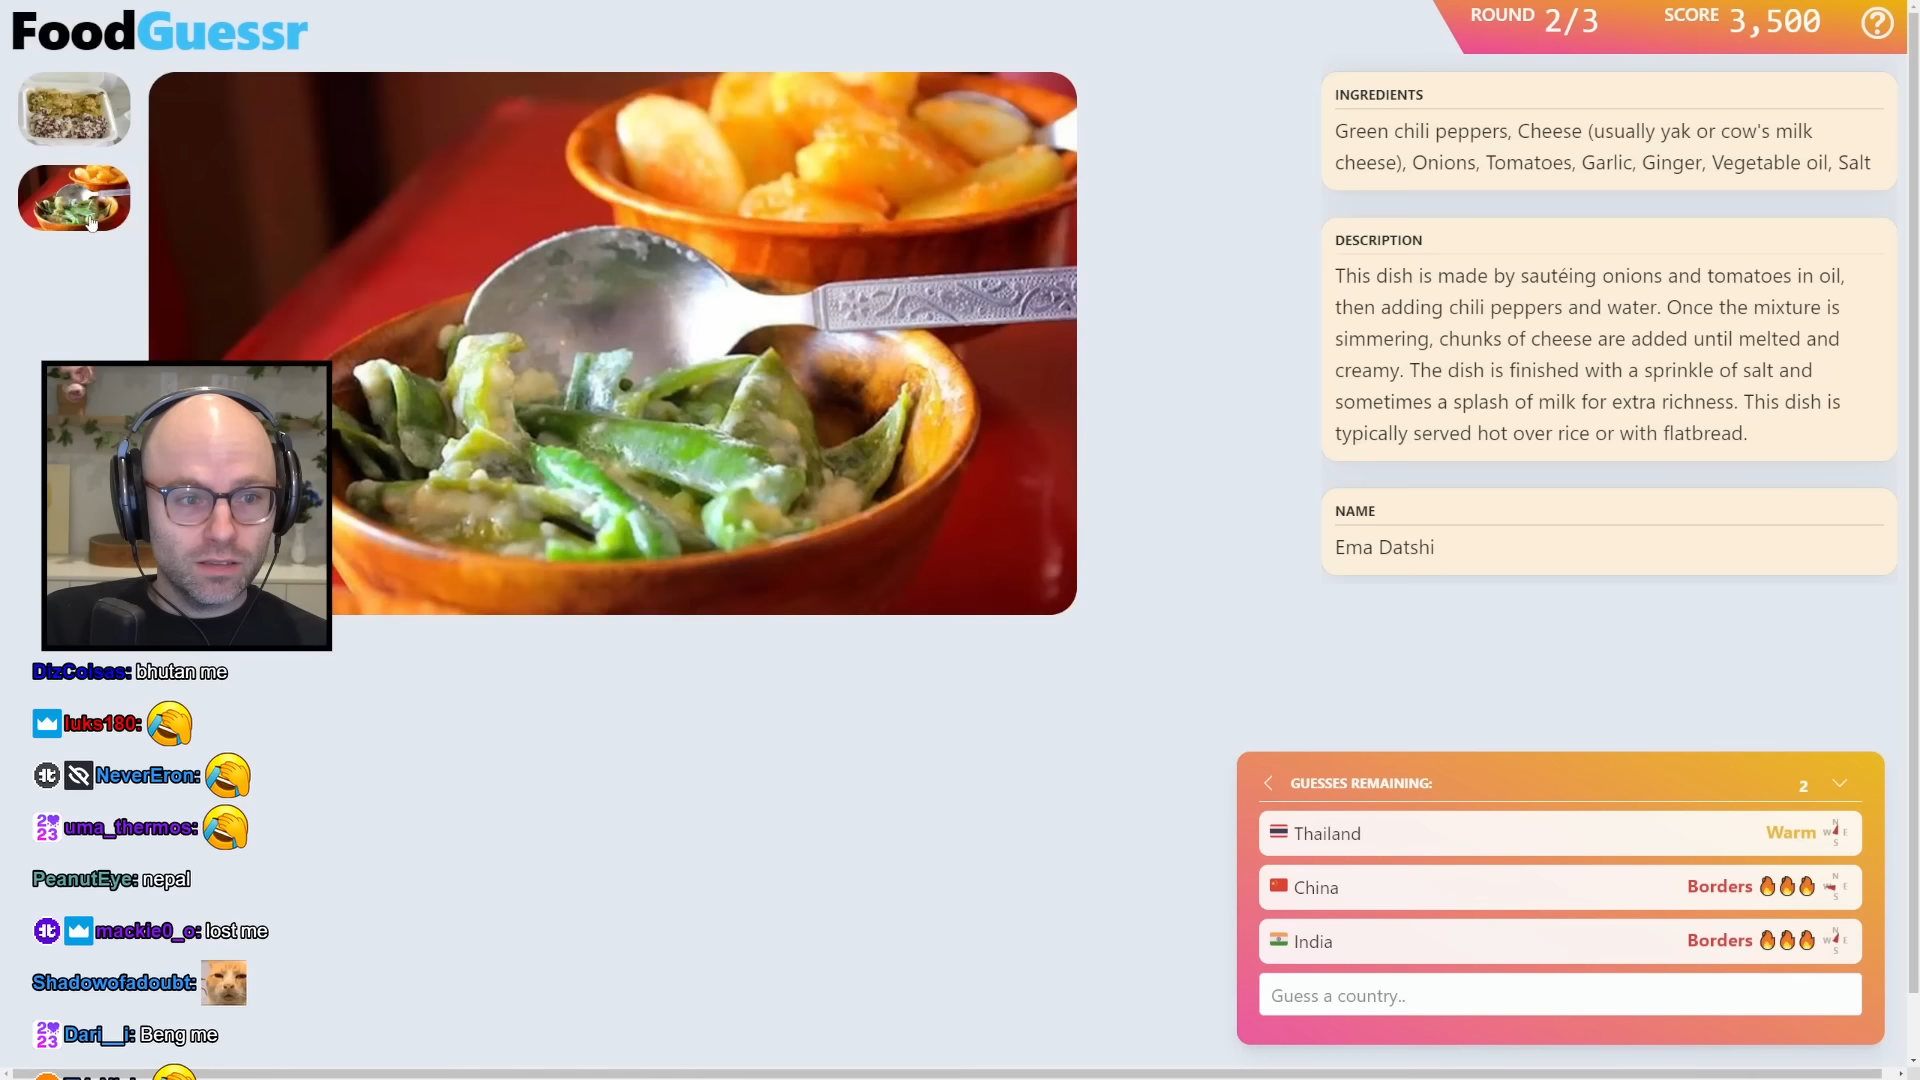 FoodGuessr
ROUND 2/3
SCORE 3,500
?
INGREDIENTS
Green chili peppers, Cheese (usually yak or cow's milk
cheese), Onions, Tomatoes, Garlic, Ginger, Vegetable oil, Salt
DESCRIPTION
This dish is made by sautéing onions and tomatoes in oil,
then adding chili peppers and water. Once the mixture is
simmering, chunks of cheese are added until melted and
creamy. The dish is finished with a sprinkle of salt and
sometimes a splash of milk for extra richness. This dish is
typically served hot over rice or with flatbread.
NAME
Ema Datshi
DizCoisas: bhutan me
luks180:
NeverEron:
2023 uma_thermos:
PeanutEye: nepal
mackie0_o: lost me
Shadowofadoubt:
2023 Dari__i: Beng me
GUESSES REMAINING: 2
Thailand Warm N W E S
China Borders N W E S
India Borders N W E S
Guess a country..